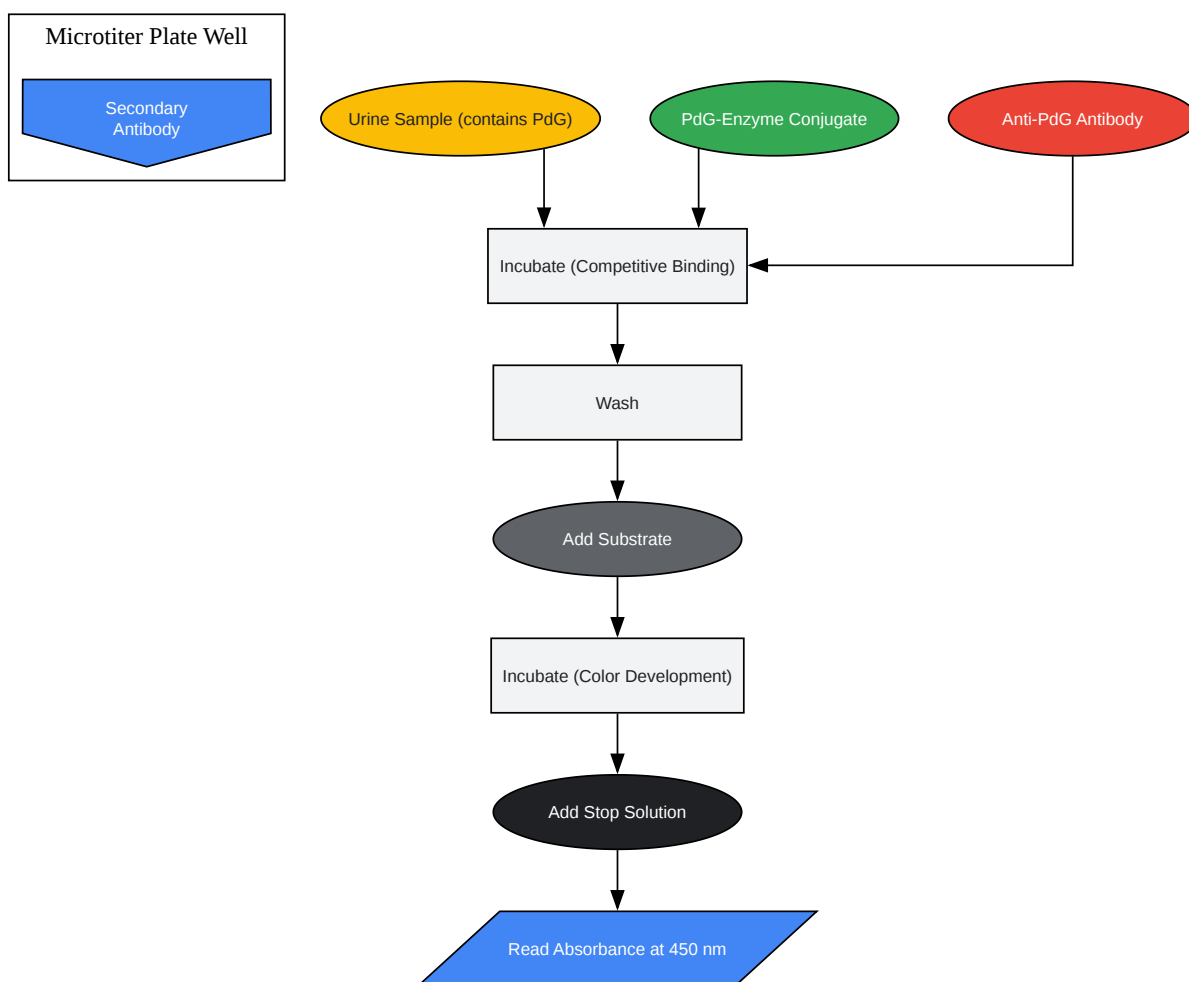 Microtiter Plate Well
Secondary
Antibody
Urine Sample (contains PdG)
PdG-Enzyme Conjugate
Anti-PdG Antibody
Incubate (Competitive Binding)
Wash
Add Substrate
Incubate (Color Development)
Add Stop Solution
Read Absorbance at 450 nm